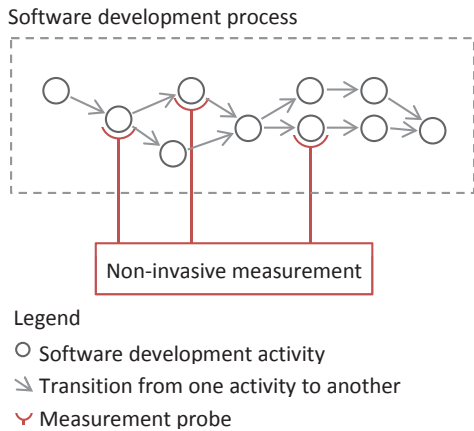 Software development process
Non-invasive measurement
Legend
Software development activity
Transition from one activity to another
Measurement probe